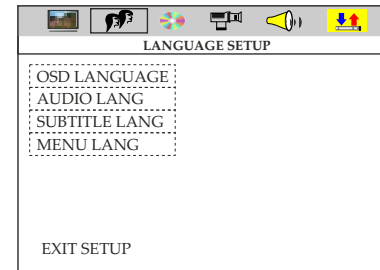 LANGUAGE SETUP
OSD LANGUAGE
AUDIO LANG
SUBTITLE LANG
MENU LANG
EXIT SETUP